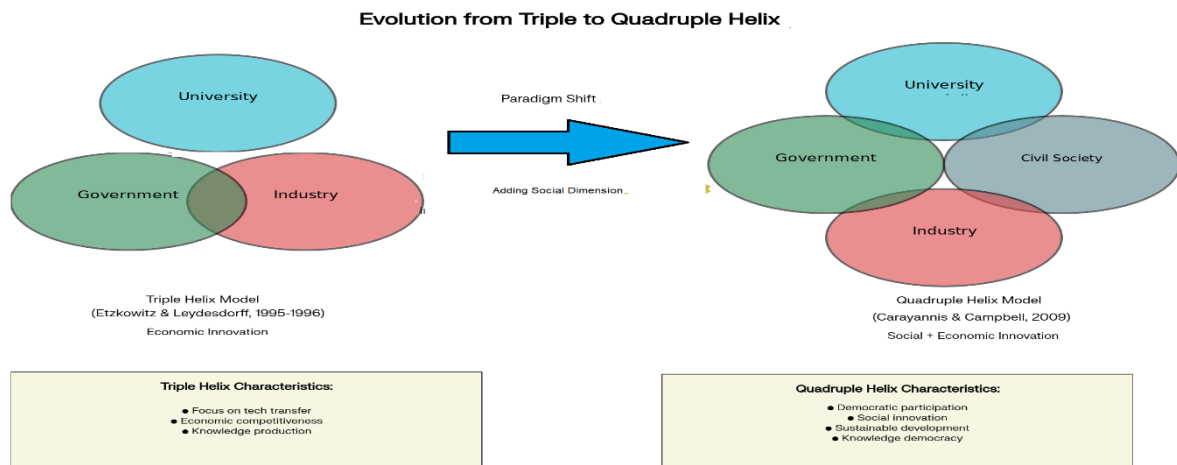 Evolution from Triple to Quadruple Helix
University
Government
Industry
Triple Helix Model
(Etzkowitz & Leydesdorff, 1995-1996)
Economic Innovation
Paradigm Shift
Adding Social Dimension
University
Government
Civil Society
Industry
Quadruple Helix Model
(Carayannis & Campbell, 2009)
Social + Economic Innovation
Triple Helix Characteristics:
● Focus on tech transfer
● Economic competitiveness
● Knowledge production
Quadruple Helix Characteristics:
● Democratic participation
● Social innovation
● Sustainable development
● Knowledge democracy